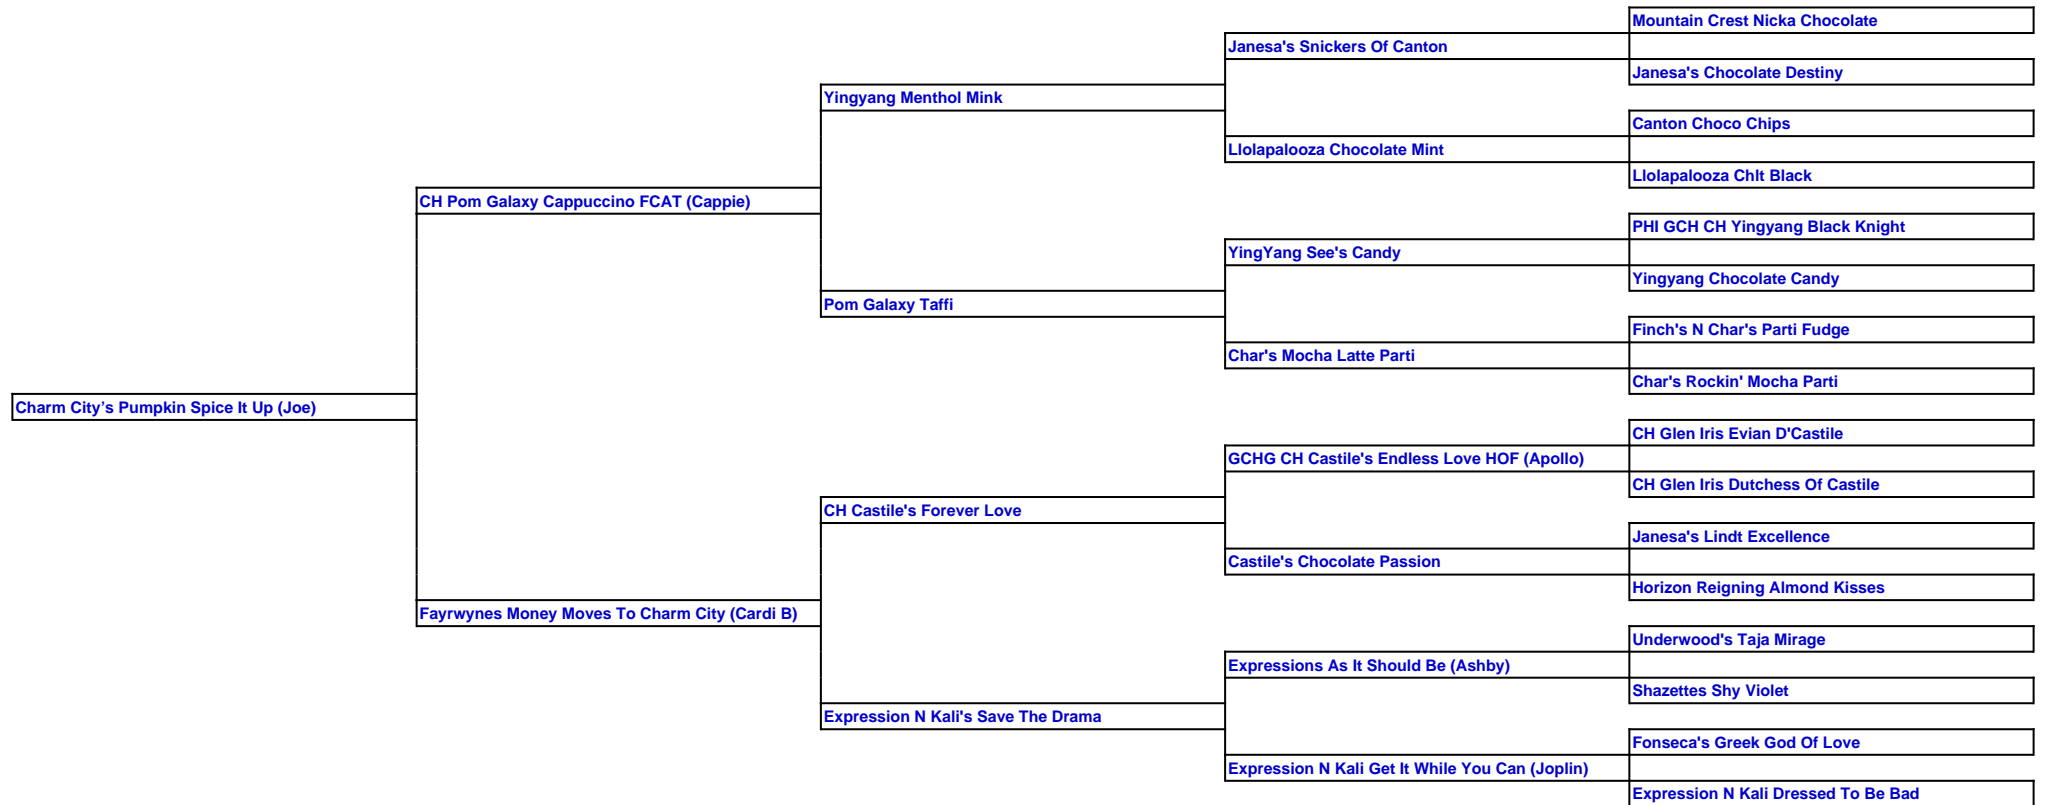 Mountain Crest Nicka Chocolate
Janesa's Snickers Of Canton
Janesa's Chocolate Destiny
Yingyang Menthol Mink
Canton Choco Chips
Llolapalooza Chocolate Mint
Llolapalooza Chlt Black
CH Pom Galaxy Cappuccino FCAT (Cappie)
PHI GCH CH Yingyang Black Knight
YingYang See's Candy
Yingyang Chocolate Candy
Pom Galaxy Taffi
Finch's N Char's Parti Fudge
Char's Mocha Latte Parti
Char's Rockin' Mocha Parti
Charm City’s Pumpkin Spice It Up (Joe)
CH Glen Iris Evian D'Castile
GCHG CH Castile's Endless Love HOF (Apollo)
CH Glen Iris Dutchess Of Castile
CH Castile's Forever Love
Janesa's Lindt Excellence
Castile's Chocolate Passion
Horizon Reigning Almond Kisses
Fayrwynes Money Moves To Charm City (Cardi B)
Underwood's Taja Mirage
Expressions As It Should Be (Ashby)
Shazettes Shy Violet
Expression N Kali's Save The Drama
Fonseca's Greek God Of Love
Expression N Kali Get It While You Can (Joplin)
Expression N Kali Dressed To Be Bad